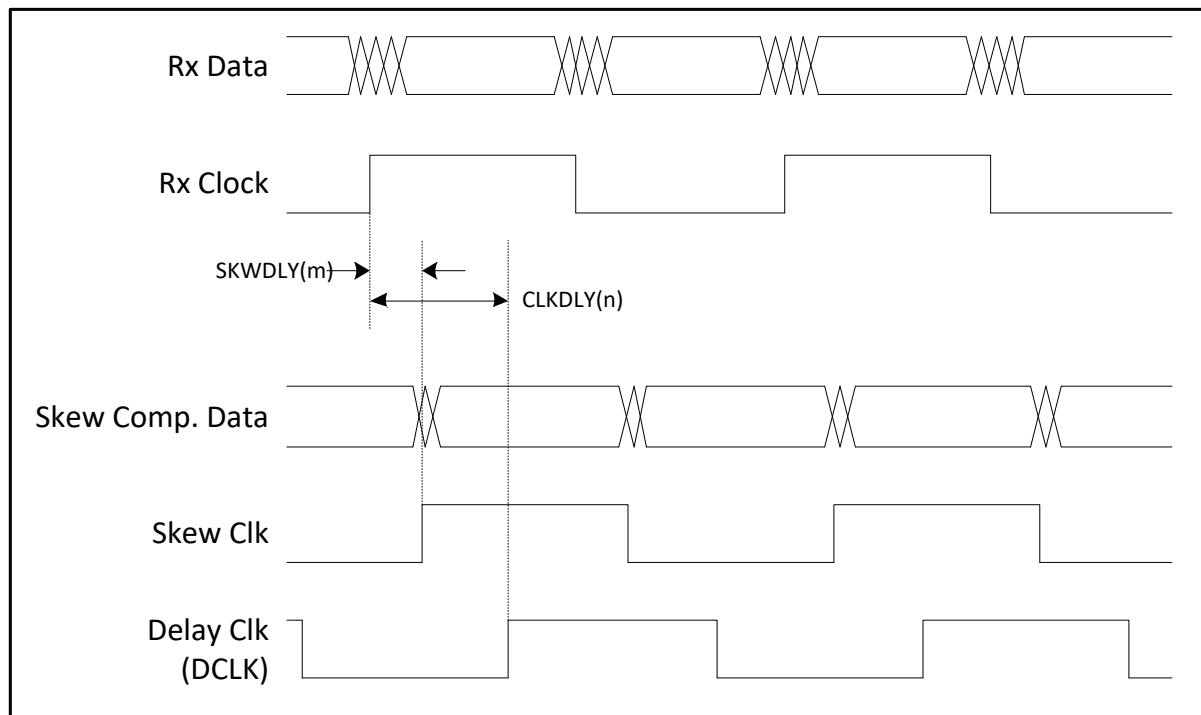 Rx Data
Rx Clock
SKWDLY(m)
CLKDLY(n)
Skew Comp. Data
Skew Clk
Delay Clk
(DCLK)